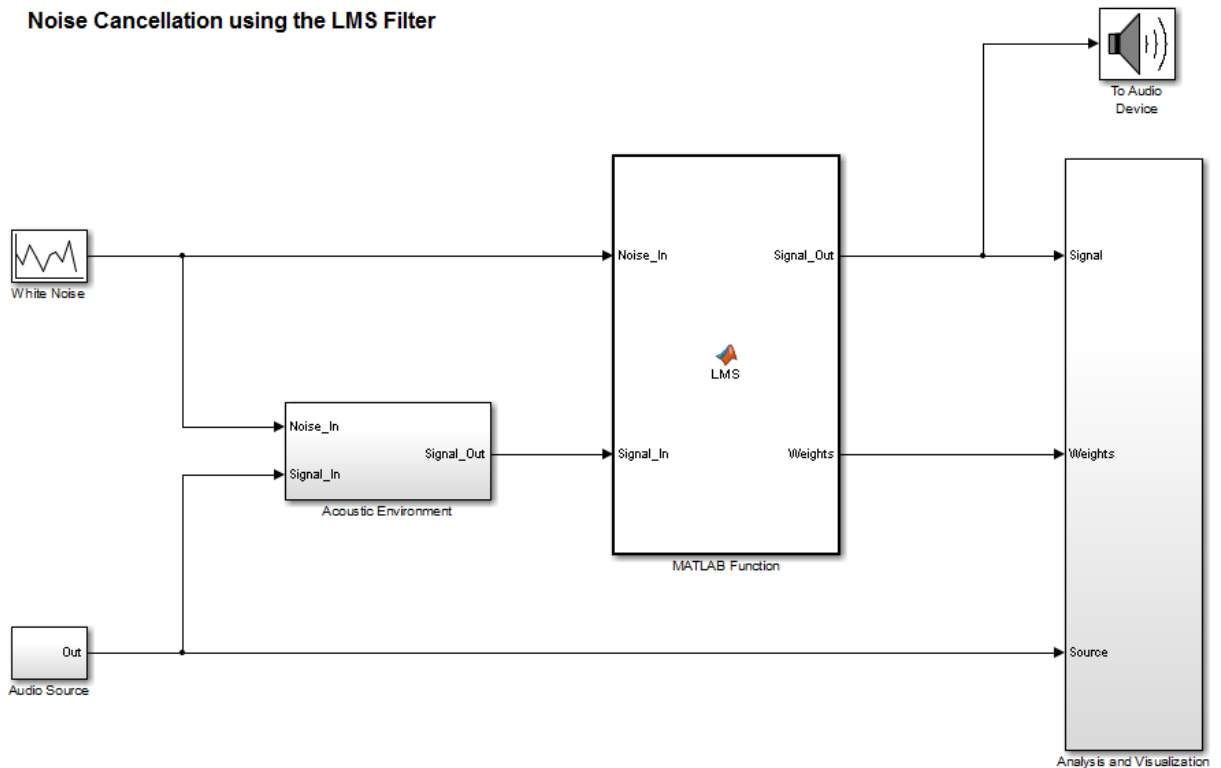 Noise Cancellation using the LMS Filter
To Audio
Device
White Noise
Noise_In
Signal_Out
Signal
LMS
Noise_In
Signal_Out
Signal_In
Acoustic Environment
Signal_In
Weights
Weights
MATLAB Function
Out
Audio Source
Source
Analysis and Visualization